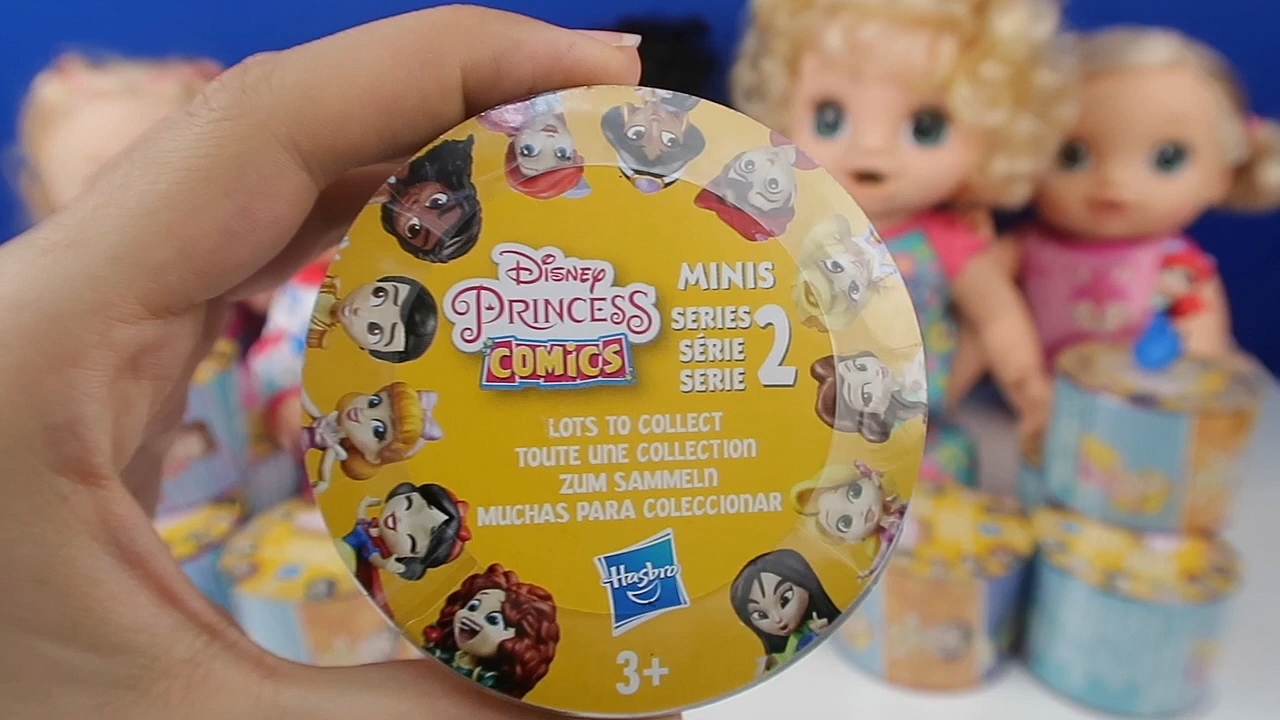 Disney
Princess
COMICS
MINIS
SERIES 2
SÉRIE
SERIE
LOTS TO COLLECT
TOUTE UNE COLLECTION
ZUM SAMMELN
MUCHAS PARA COLECCIONAR
Hasbro
3+